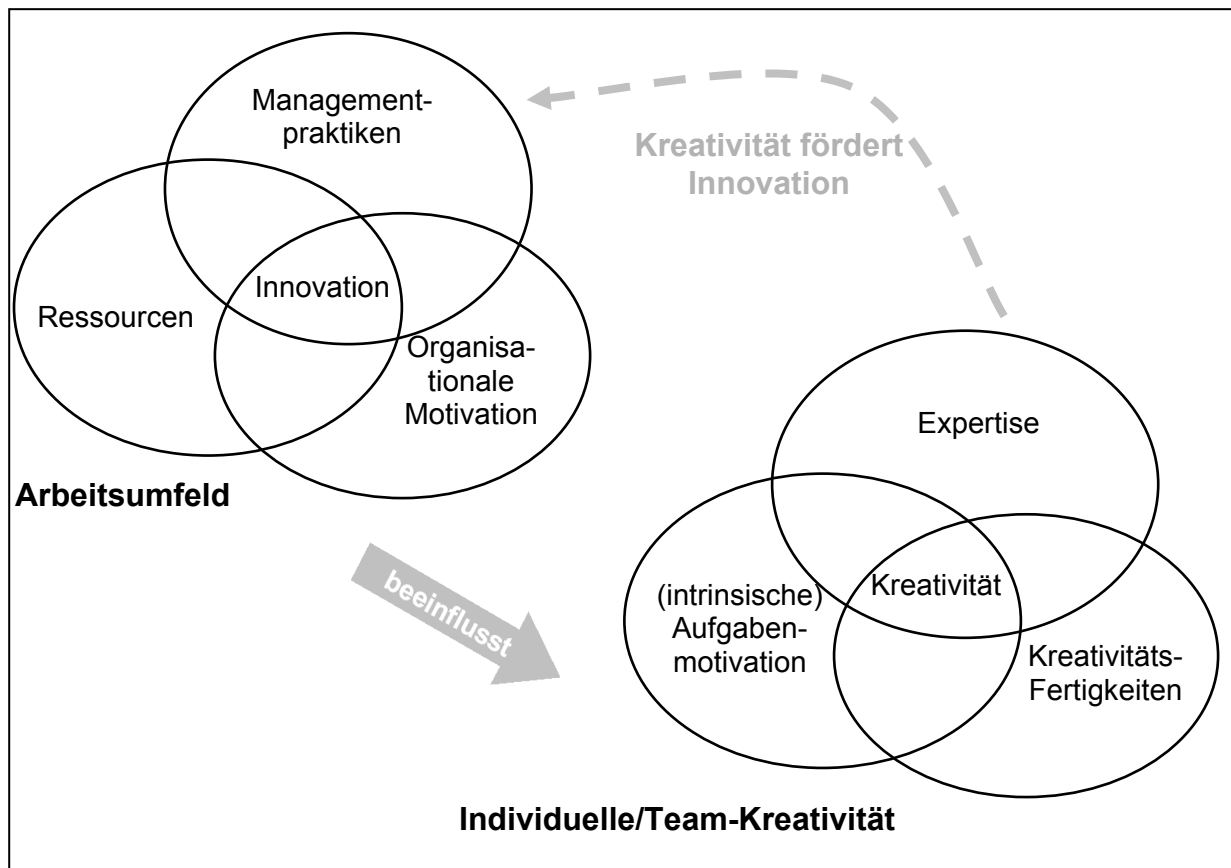 Management-
praktiken
Kreativität fördert
Innovation
Ressourcen
Innovation
Organisa-
tionale
Motivation
Arbeitsumfeld
beeinflusst
Expertise
(intrinsische)
Aufgaben-
motivation
Kreativität
Kreativitäts-
Fertigkeiten
Individuelle/Team-Kreativität